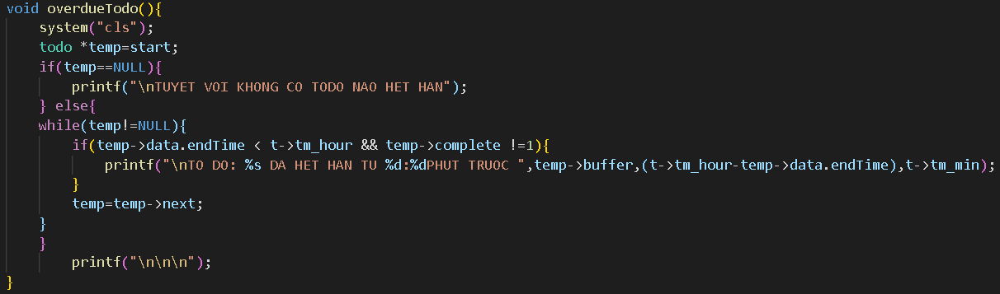 void overdueTodo(){
    system("cls");
    todo *temp=start;
    if(temp==NULL){
        printf("\nTUYET VOI KHONG CO TODO NAO HET HAN");
    } else{
    while(temp!=NULL){
        if(temp->data.endTime < t->tm_hour && temp->complete !=1){
            printf("\nTO DO: %s DA HET HAN TU %d:%dPHUT TRUOC ",temp->buffer,(t->tm_hour-temp->data.endTime),t->tm_min);
        }
        temp=temp->next;
    }
    }
        printf("\n\n\n");
}